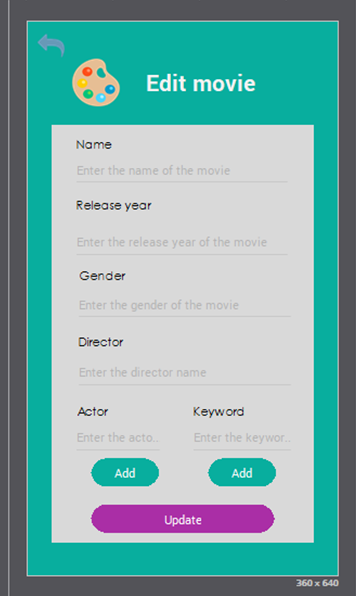 Edit movie
Name
Enter the name of the movie
Release year
Enter the release year of the movie
Gender
Enter the gender of the movie
Director
Enter the director name
Actor Keyword
Enter the acto.. Enter the keywor..
Add Add
Update
360 x 640